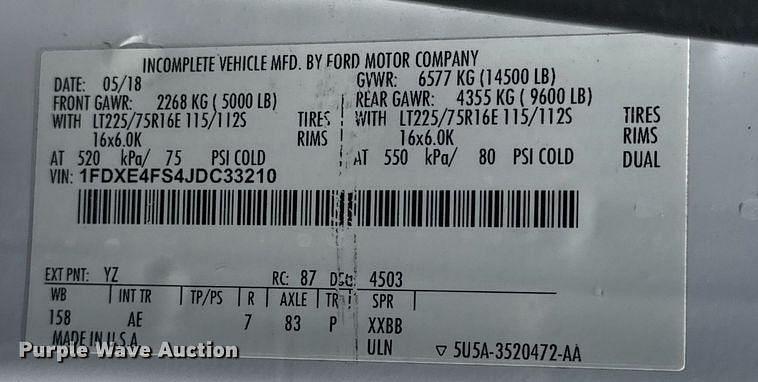 INCOMPLETE VEHICLE MFD. BY FORD MOTOR COMPANY
DATE: 05/18 GVWR: 6577 KG (14500 LB)
FRONT GAWR: 2268 KG ( 5000 LB) REAR GAWR: 4355 KG ( 9600 LB)
WITH LT225/75R16E 115/112S TIRES WITH LT225/75R16E 115/112S TIRES
16x6.0K RIMS 16x6.0K RIMS
AT 520 kPa/ 75 PSI COLD AT 550 kPa/ 80 PSI COLD DUAL
VIN: 1FDXE4FS4JDC33210
EXT PNT: YZ RC: 87 DSO: 4503
WB INT TR TP/PS R AXLE TR SPR
158 AE 7 83 P XXBB
MADE IN U.S.A. ULN ▽ 5U5A-3520472-AA
Purple Wave Auction